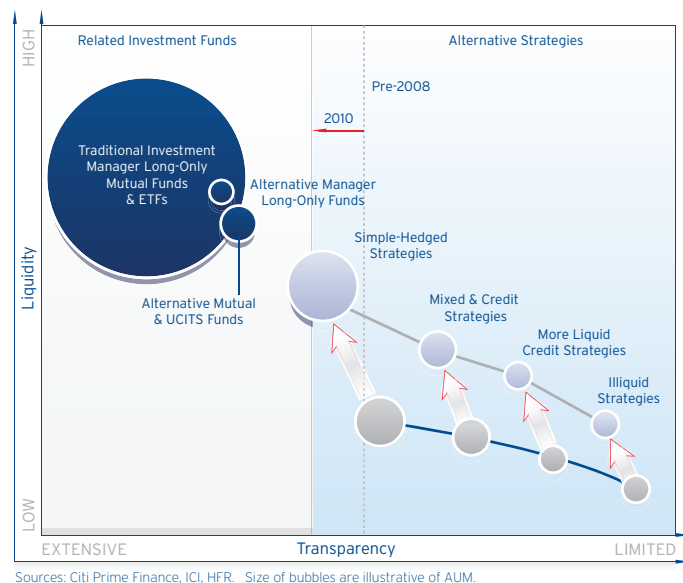 Related Investment Funds
Alternative Strategies
HIGH
Pre-2008
2010
Traditional Investment
Manager Long-Only
Mutual Funds
& ETFs
Alternative Manager
Long-Only Funds
Simple-Hedged
Strategies
Liquidity
Alternative Mutual
& UCITS Funds
Mixed & Credit
Strategies
More Liquid
Credit Strategies
Illiquid
Strategies
LOW
EXTENSIVE
Transparency
LIMITED
Sources: Citi Prime Finance, ICI, HFR. Size of bubbles are illustrative of AUM.